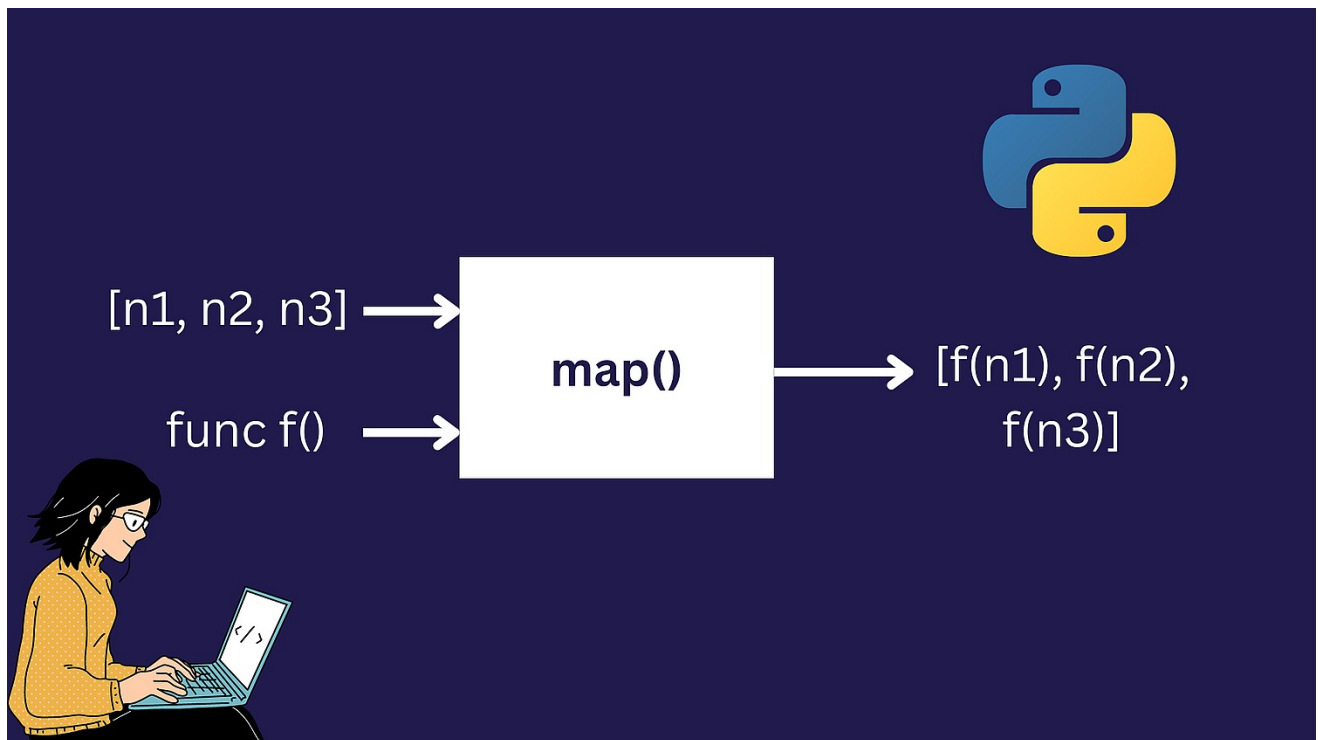 [n1, n2, n3]
func f()
map()
[f(n1), f(n2),
f(n3)]
</>